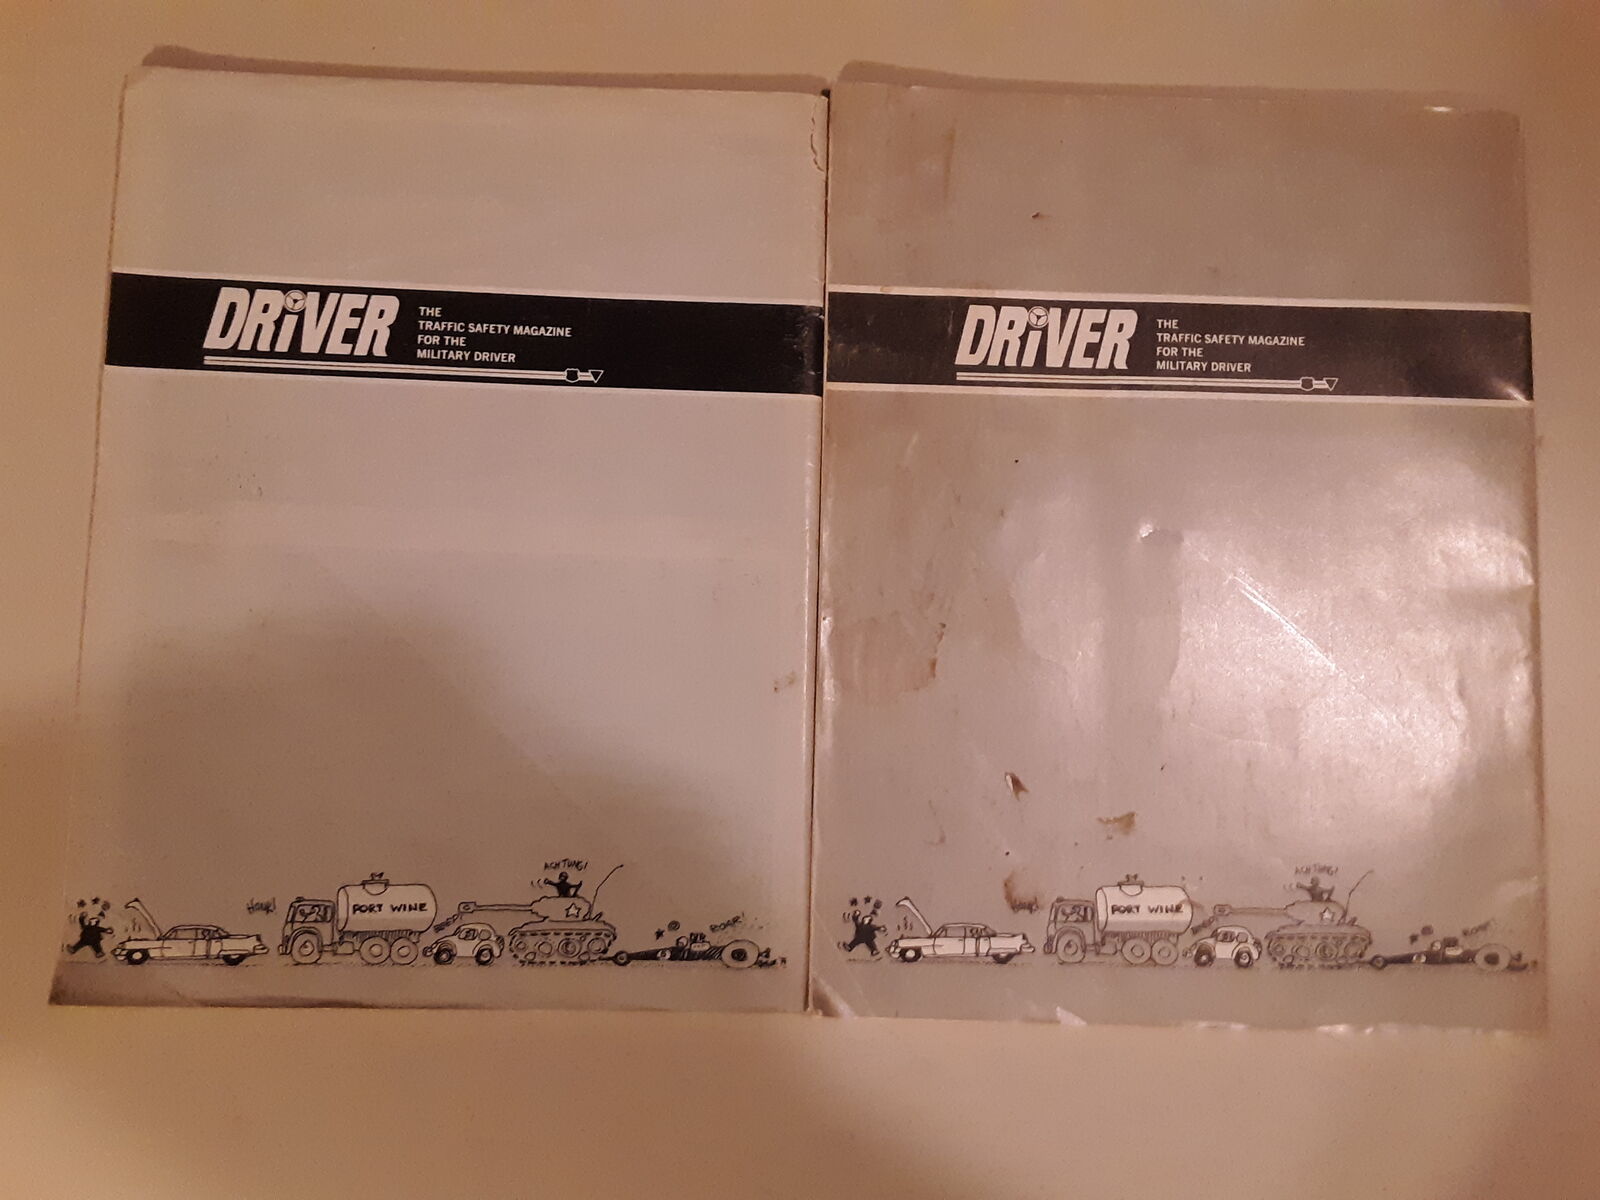 DRiVER
THE
TRAFFIC SAFETY MAGAZINE
FOR THE
MILITARY DRIVER
HONK!
PORT WINE
ACHTUNG!
ROAR!
DRiVER
THE
TRAFFIC SAFETY MAGAZINE
FOR THE
MILITARY DRIVER
HONK!
PORT WINE
ACHTUNG!
ROAR!